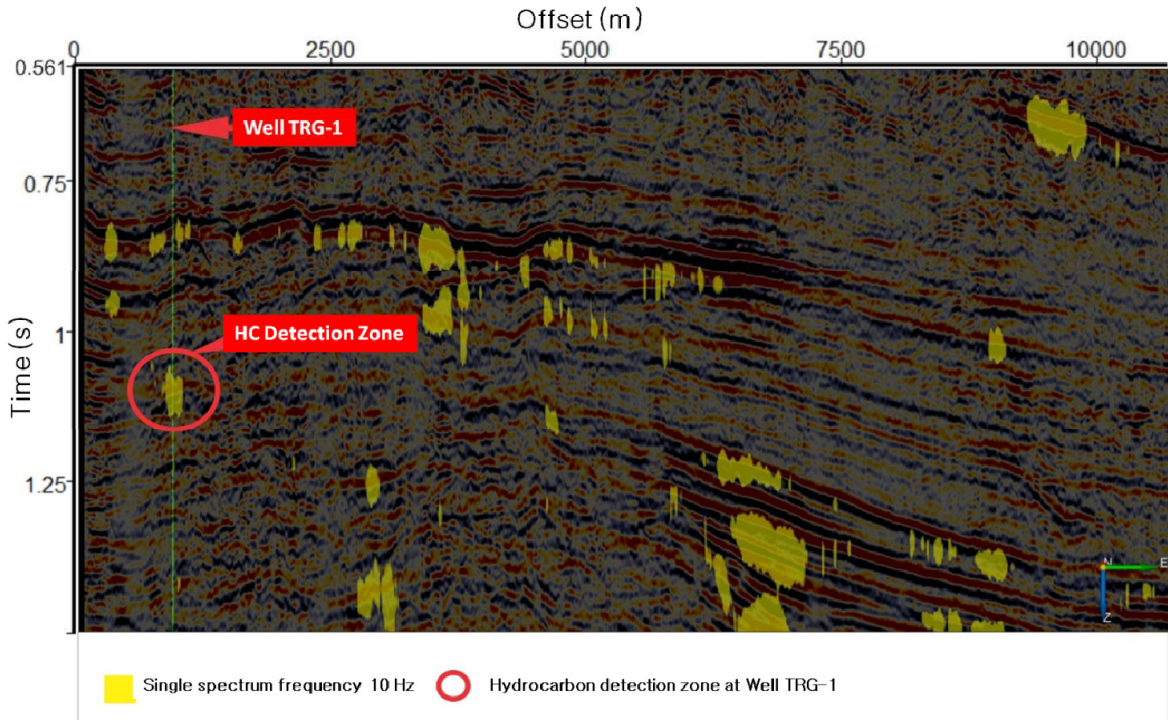 Offset (m)
0 2500 5000 7500 10000
0.561
Well TRG-1
0.75
1
HC Detection Zone
Time (s)
1.25
N
E
Z
Single spectrum frequency 10 Hz
Hydrocarbon detection zone at Well TRG-1